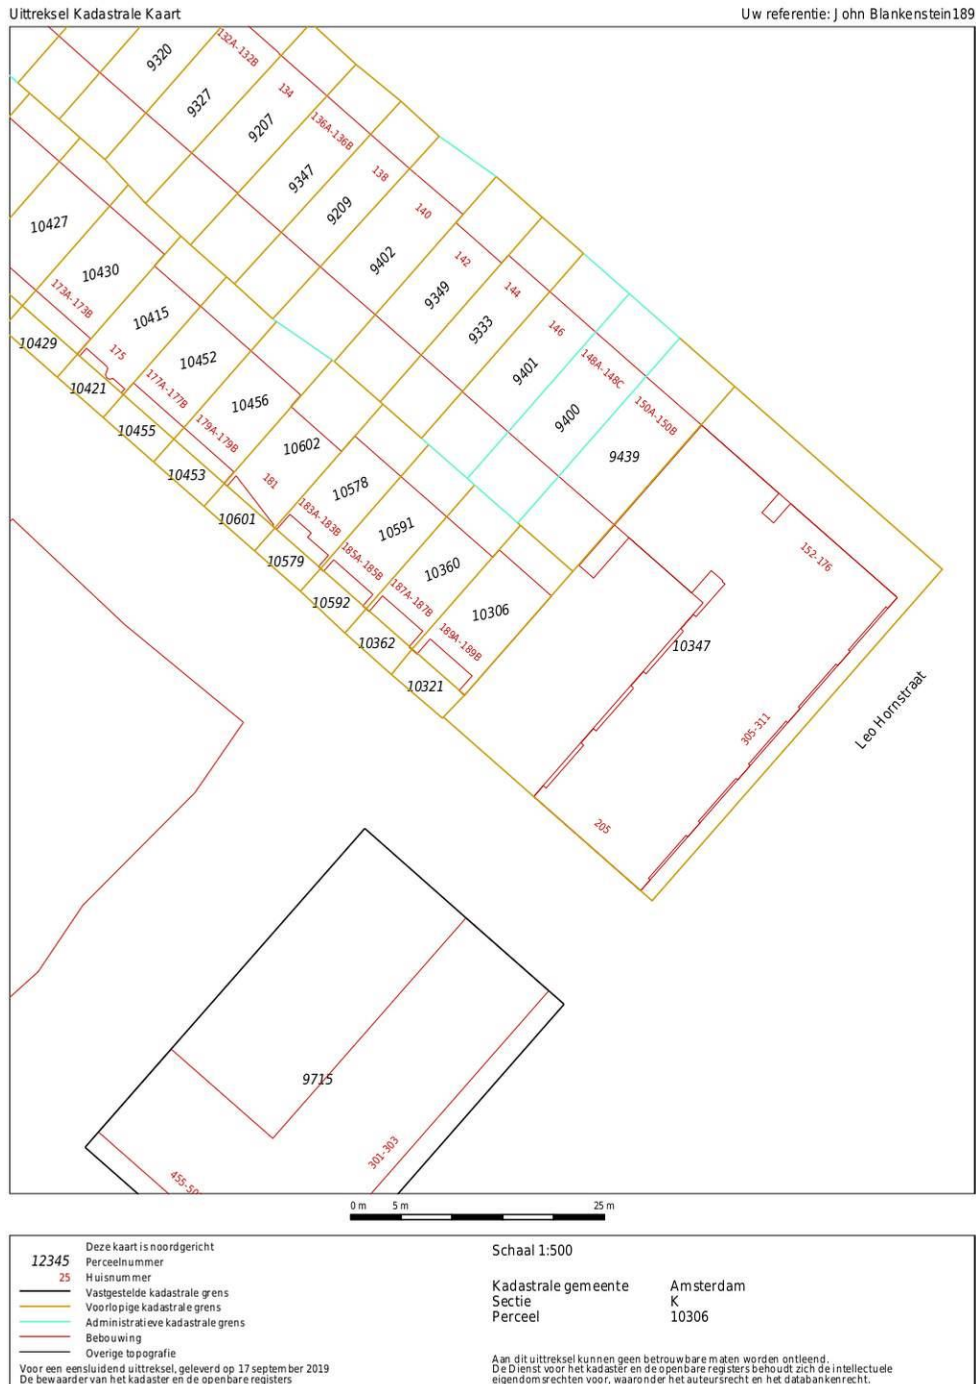 Uittreksel Kadastrale Kaart
Uw referentie: John Blankenstein189
9320
132A-132B
9327
134
9207
136A-136B
9347
138
9209
140
9402
142
9349
144
9333
146
9401
148A-148C
9400
150A-150B
9439
152-176
10427
10430
173A-173B
10415
175
10429
10421
10452
177A-177B
10456
179A-179B
10455
10602
181
10453
10578
183A-183B
10601
10591
185A-185B
10579
10360
187A-187B
10592
10306
189A-189B
10362
10321
10347
305-311
Leo Hornstraat
205
9715
301-303
0 m 5 m 25 m
Deze kaart is noordgericht
12345 Perceelnummer
25 Huisnummer
Vastgestelde kadastrale grens
Voorlopige kadastrale grens
Administratieve kadastrale grens
Bebouwing
Overige topografie
Voor een eensluidend uittreksel, geleverd op 17 september 2019
De bewaarder van het kadaster en de openbare registers
Schaal 1:500
Kadastrale gemeente Amsterdam
Sectie K
Perceel 10306
Aan dit uittreksel kunnen geen betrouwbare maten worden ontleend.
De Dienst voor het kadaster en de openbare registers behoudt zich de intellectuele
eigendomsrechten voor, waaronder het auteursrecht en het databankenrecht.